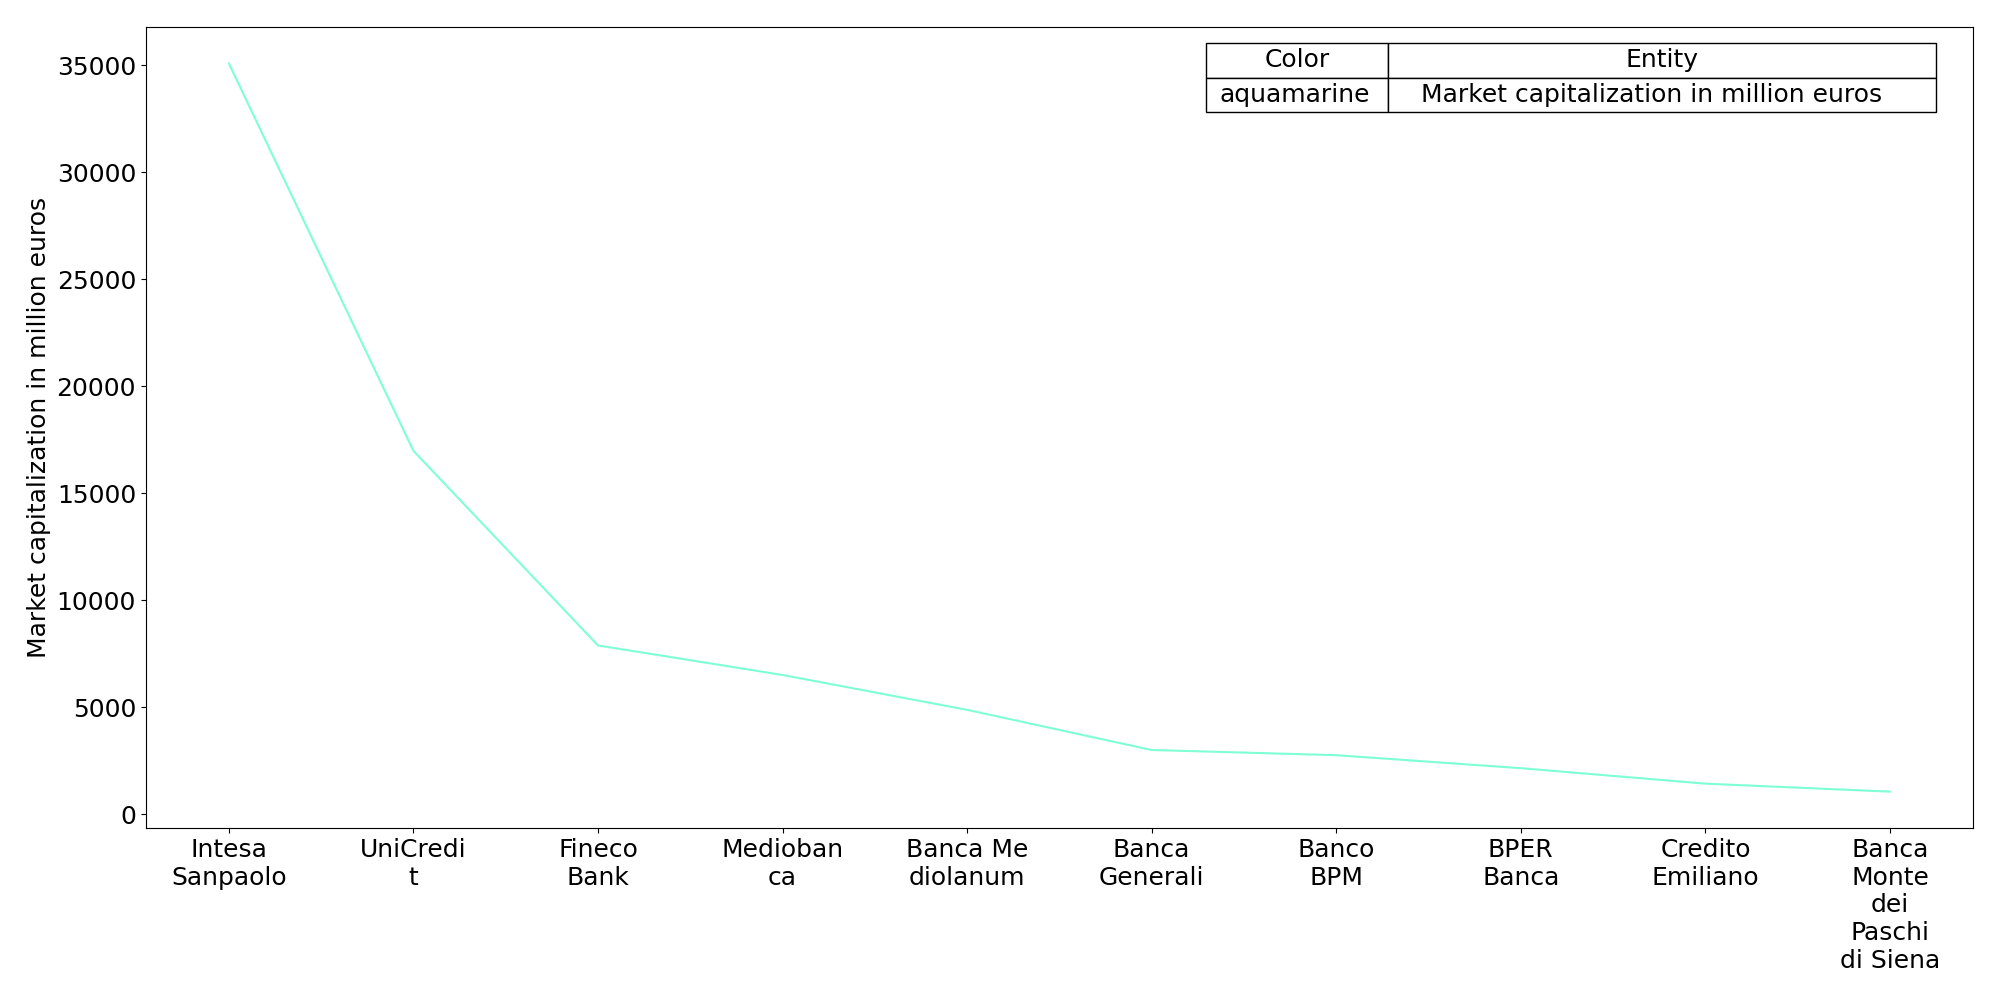 Market capitalization in million euros
35000
30000
25000
20000
15000
10000
5000
0
Color Entity
aquamarine Market capitalization in million euros
Intesa
Sanpaolo
UniCredi
t
Fineco
Bank
Medioban
ca
Banca Me
diolanum
Banca
Generali
Banco
BPM
BPER
Banca
Credito
Emiliano
Banca
Monte
dei
Paschi
di Siena